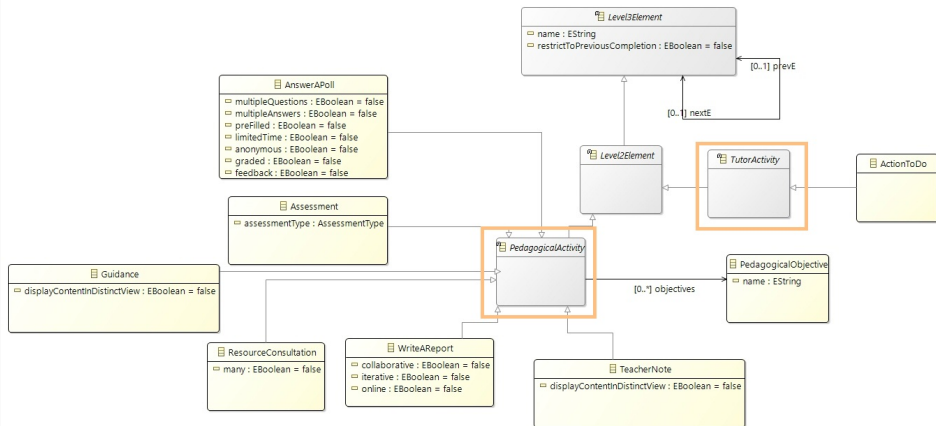 Level3Element
name : EString
restrictToPreviousCompletion : EBoolean = false
[0..1] prevE
[0..1] nextE
AnswerAPoll
multipleQuestions : EBoolean = false
multipleAnswers : EBoolean = false
preFilled : EBoolean = false
limitedTime : EBoolean = false
anonymous : EBoolean = false
graded : EBoolean = false
feedback : EBoolean = false
Level2Element
TutorActivity
ActionToDo
Assessment
assessmentType : AssessmentType
PedagogicalActivity
Guidance
displayContentInDistinctView : EBoolean = false
[0..*] objectives
PedagogicalObjective
name : EString
ResourceConsultation
many : EBoolean = false
WriteAReport
collaborative : EBoolean = false
iterative : EBoolean = false
online : EBoolean = false
TeacherNote
displayContentInDistinctView : EBoolean = false